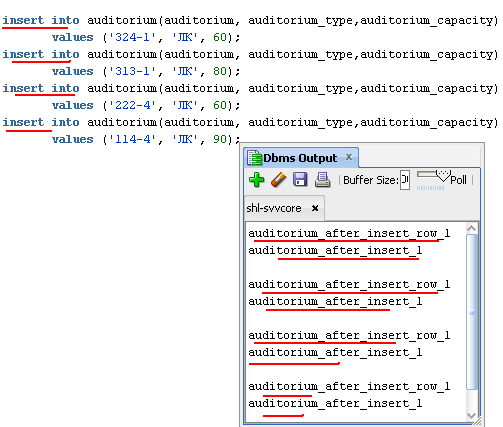 insert into auditorium(auditorium, auditorium_type,auditorium_capacity)
values ('324-1', 'ЛК', 60);
insert into auditorium(auditorium, auditorium_type,auditorium_capacity)
values ('313-1', 'ЛК', 80);
insert into auditorium(auditorium, auditorium_type,auditorium_capacity)
values ('222-4', 'ЛК', 60);
insert into auditorium(auditorium, auditorium_type,auditorium_capacity)
values ('114-4', 'ЛК', 90);
Dbms Output x
Buffer Size: Poll
shl-svvcore x
auditorium_after_insert_row_1
auditorium_after_insert_1
auditorium_after_insert_row_1
auditorium_after_insert_1
auditorium_after_insert_row_1
auditorium_after_insert_1
auditorium_after_insert_row_1
auditorium_after_insert_1